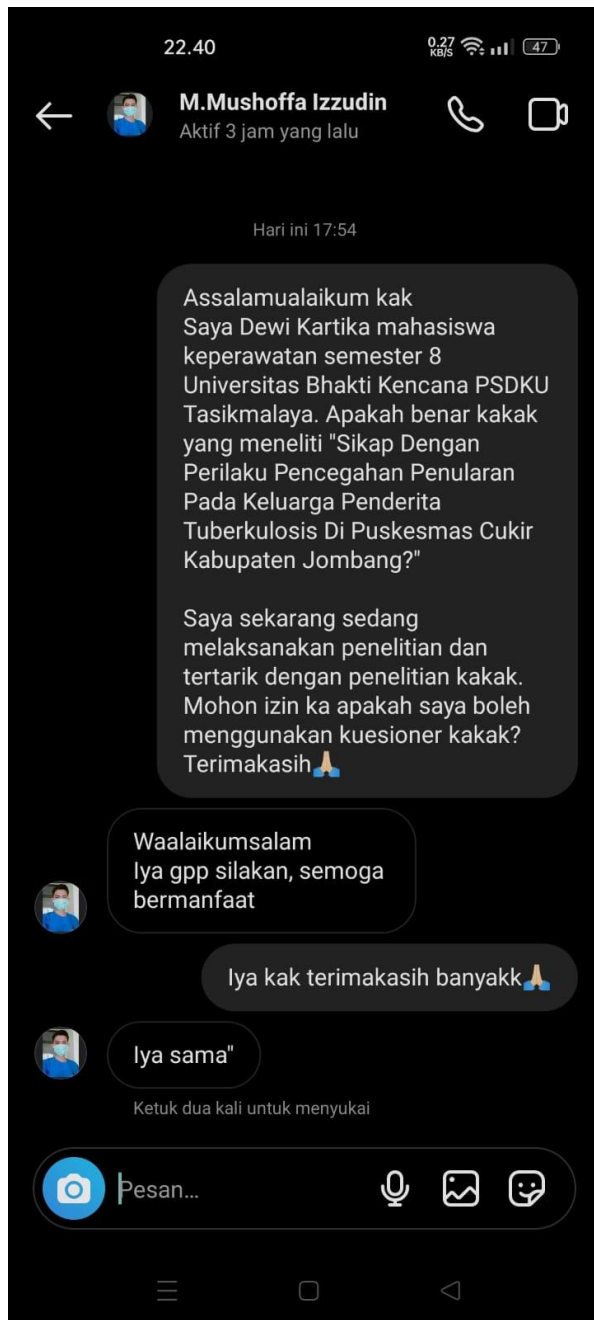 22.40
0.27 KB/S
47
M.Mushoffa Izzudin
Aktif 3 jam yang lalu
Hari ini 17:54
Assalamualaikum kak
Saya Dewi Kartika mahasiswa
keperawatan semester 8
Universitas Bhakti Kencana PSDKU
Tasikmalaya. Apakah benar kakak
yang meneliti "Sikap Dengan
Perilaku Pencegahan Penularan
Pada Keluarga Penderita
Tuberkulosis Di Puskesmas Cukir
Kabupaten Jombang?"
Saya sekarang sedang
melaksanakan penelitian dan
tertarik dengan penelitian kakak.
Mohon izin ka apakah saya boleh
menggunakan kuesioner kakak?
Terimakasih🙏🏼
Waalaikumsalam
Iya gpp silakan, semoga
bermanfaat
Iya kak terimakasih banyakk🙏🏼
Iya sama"
Ketuk dua kali untuk menyukai
Pesan...